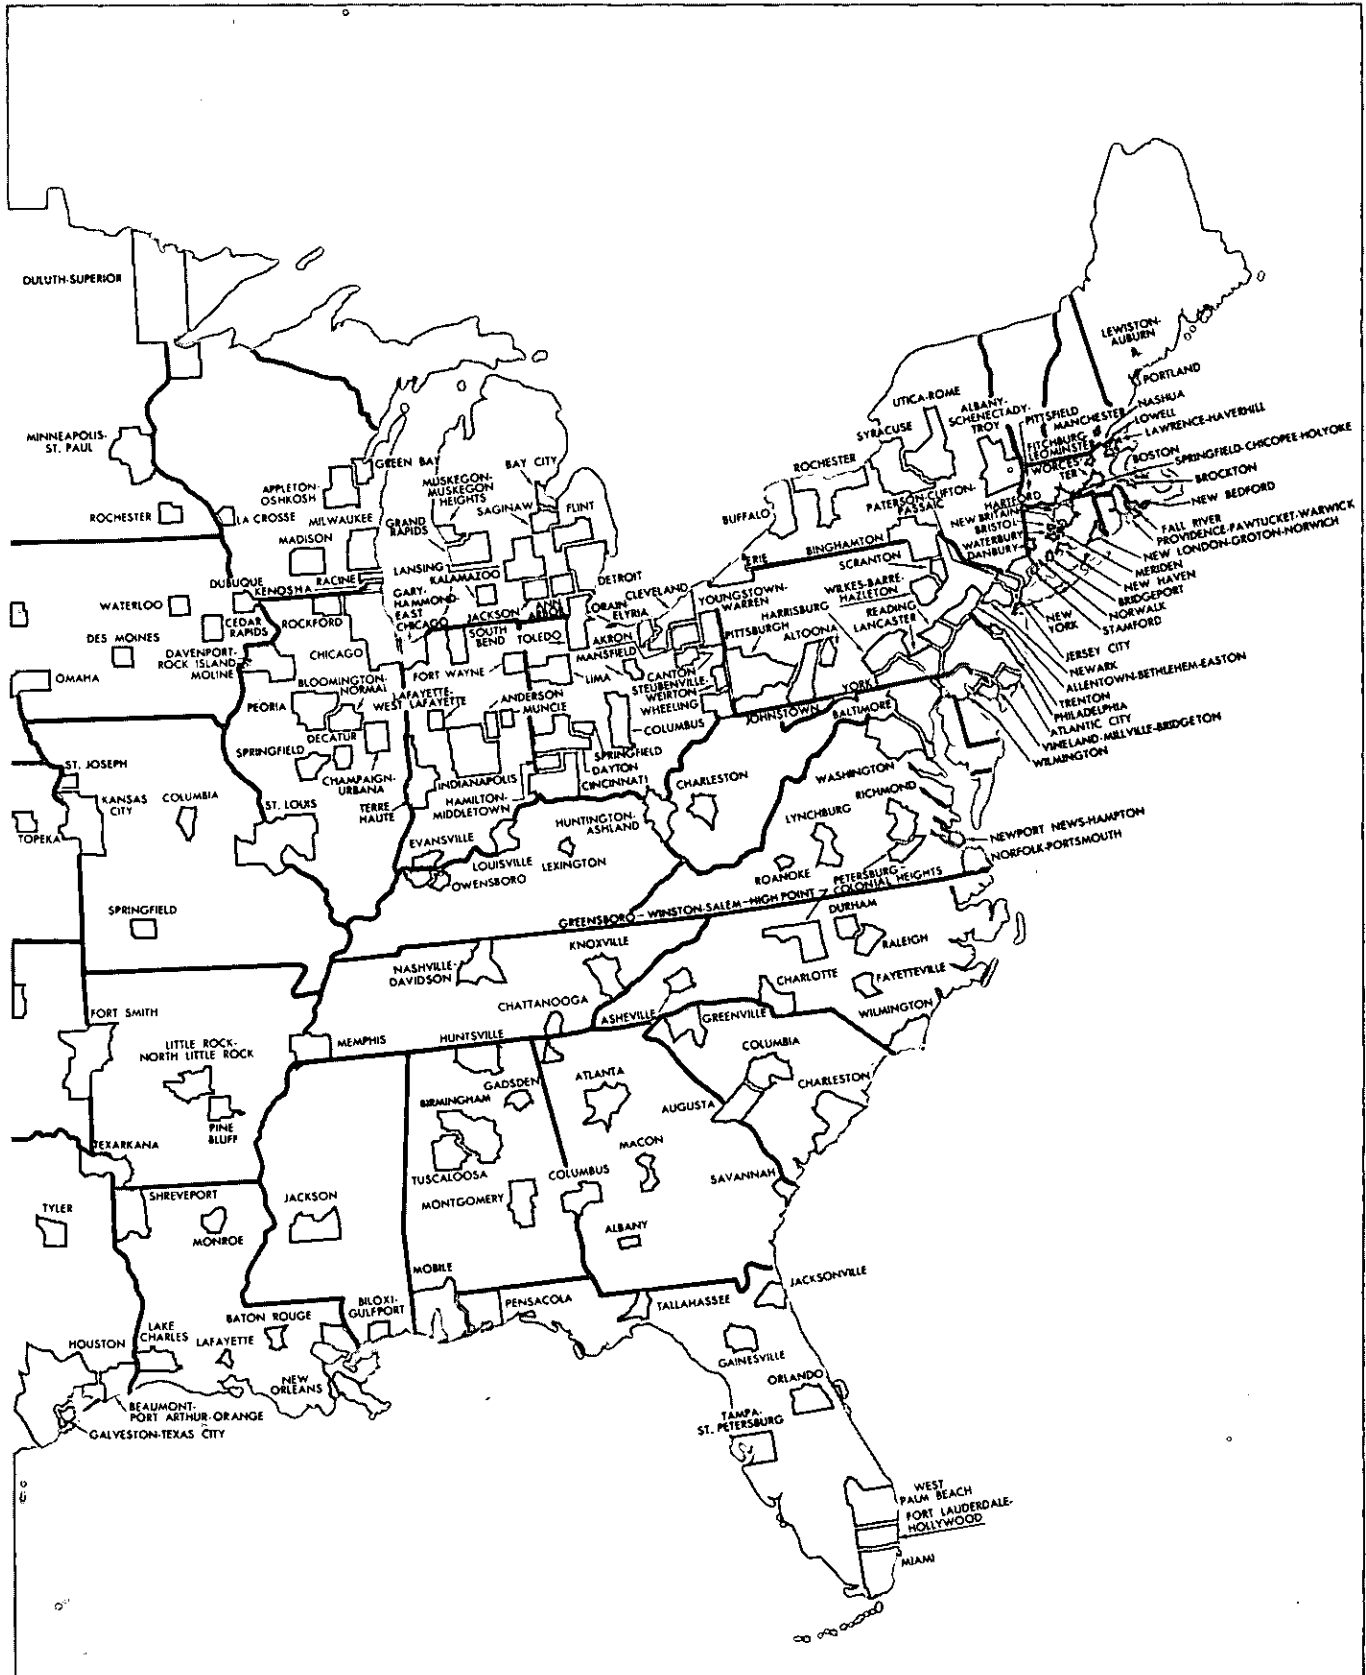 DULUTH-SUPERIOR
MINNEAPOLIS-
ST. PAUL
ROCHESTER
LA CROSSE
APPLETON-
OSHKOSH
GREEN BAY
MILWAUKEE
MADISON
MUSKEGON-
MUSKEGON
HEIGHTS
BAY CITY
GRAND
RAPIDS
SAGINAW
FLINT
LANSING
KALAMAZOO
DUBUQUE
KENOSHA
RACINE
GARY-
HAMMOND-
EAST
CHICAGO
JACKSON
ANN
ARBOR
DETROIT
WATERLOO
CEDAR
RAPIDS
ROCKFORD
DES MOINES
DAVENPORT-
ROCK ISLAND
MOLINE
CHICAGO
SOUTH
BEND
TOLEDO
LORAIN
ELYRIA
CLEVELAND
AKRON
MANSFIELD
OMAHA
BLOOMINGTON-
NORMAL
FORT WAYNE
LIMA
CANTON
STEUBENVILLE-
WEIRTON
WHEELING
PEORIA
LAFAYETTE-
WEST LAFAYETTE
ANDERSON
MUNCIE
COLUMBUS
DECATUR
SPRINGFIELD
CHAMPAIGN-
URBANA
SPRINGFIELD
DAYTON
INDIANAPOLIS
CINCINNATI
HAMILTON-
MIDDLETOWN
TERRE
HAUTE
ST. JOSEPH
KANSAS
CITY
COLUMBIA
ST. LOUIS
TOPEKA
EVANSVILLE
LOUISVILLE
LEXINGTON
OWENSBORO
HUNTINGTON-
ASHLAND
CHARLESTON
LEWISTON-
AUBURN
PORTLAND
UTICA-ROME
ALBANY-
SCHENECTADY-
TROY
PITTSFIELD
MANCHESTER
NASHUA
LOWELL
LAWRENCE-HAVERHILL
SYRACUSE
FITCHBURG
LEOMINSTER
WORCES-
TER
BOSTON
SPRINGFIELD-CHICOPEE-HOLYOKE
BROCKTON
NEW BEDFORD
ROCHESTER
PATERSON-CLIFTON-
PASSAIC
HARTFORD
NEW BRITAIN
BRISTOL
WATERBURY
DANBURY
FALL RIVER
PROVIDENCE-PAWTUCKET-WARWICK
NEW LONDON-GROTON-NORWICH
MERIDEN
NEW HAVEN
BRIDGEPORT
NORWALK
STAMFORD
BUFFALO
ERIE
BINGHAMTON
SCRANTON
WILKES-BARRE-
HAZLETON
YOUNGSTOWN-
WARREN
HARRISBURG
READING
LANCASTER
PITTSBURGH
ALTOONA
NEW
YORK
JERSEY CITY
NEWARK
ALLENTOWN-BETHLEHEM-EASTON
TRENTON
PHILADELPHIA
ATLANTIC CITY
VINELAND-MILLVILLE-BRIDGETON
WILMINGTON
YORK
JOHNSTOWN
BALTIMORE
WASHINGTON
RICHMOND
LYNCHBURG
NEWPORT NEWS-HAMPTON
NORFOLK-PORTSMOUTH
ROANOKE
PETERSBURG-
COLONIAL HEIGHTS
SPRINGFIELD
GREENSBORO-WINSTON-SALEM-HIGH POINT
DURHAM
RALEIGH
NASHVILLE-
DAVIDSON
KNOXVILLE
CHARLOTTE
FAYETTEVILLE
CHATTANOOGA
ASHEVILLE
GREENVILLE
WILMINGTON
FORT SMITH
LITTLE ROCK-
NORTH LITTLE ROCK
MEMPHIS
HUNTSVILLE
COLUMBIA
GADSDEN
ATLANTA
CHARLESTON
BIRMINGHAM
AUGUSTA
PINE
BLUFF
TEXARKANA
MACON
TUSCALOOSA
COLUMBUS
SAVANNAH
MONTGOMERY
TYLER
SHREVEPORT
JACKSON
MONROE
ALBANY
MOBILE
JACKSONVILLE
PENSACOLA
TALLAHASSEE
BILOXI-
GULFPORT
BATON ROUGE
LAKE
CHARLES
HOUSTON
LAFAYETTE
NEW
ORLEANS
GAINESVILLE
ORLANDO
BEAUMONT-
PORT ARTHUR-ORANGE
GALVESTON-TEXAS CITY
TAMPA-
ST. PETERSBURG
WEST
PALM BEACH
FORT LAUDERDALE-
HOLLYWOOD
MIAMI